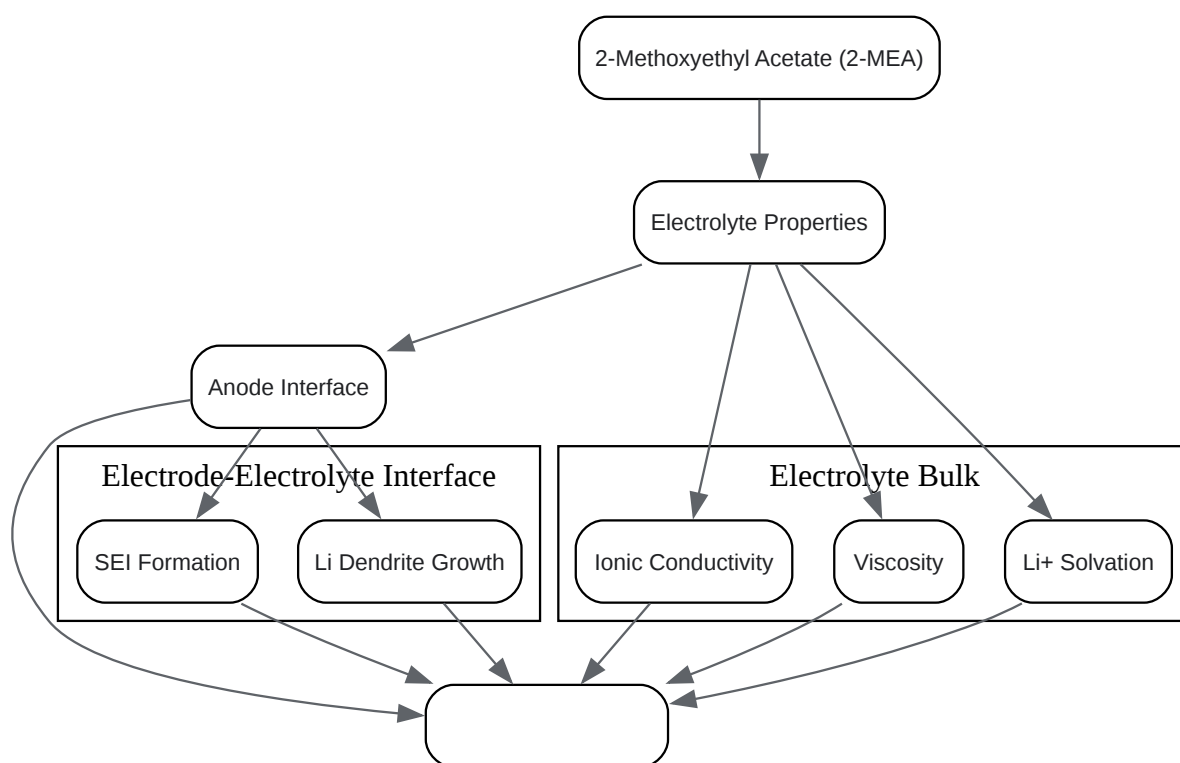 2-Methoxyethyl Acetate (2-MEA)
Electrolyte Properties
Anode Interface
Electrode-Electrolyte Interface
Electrolyte Bulk
SEI Formation
Li Dendrite Growth
Ionic Conductivity
Viscosity
Li+ Solvation